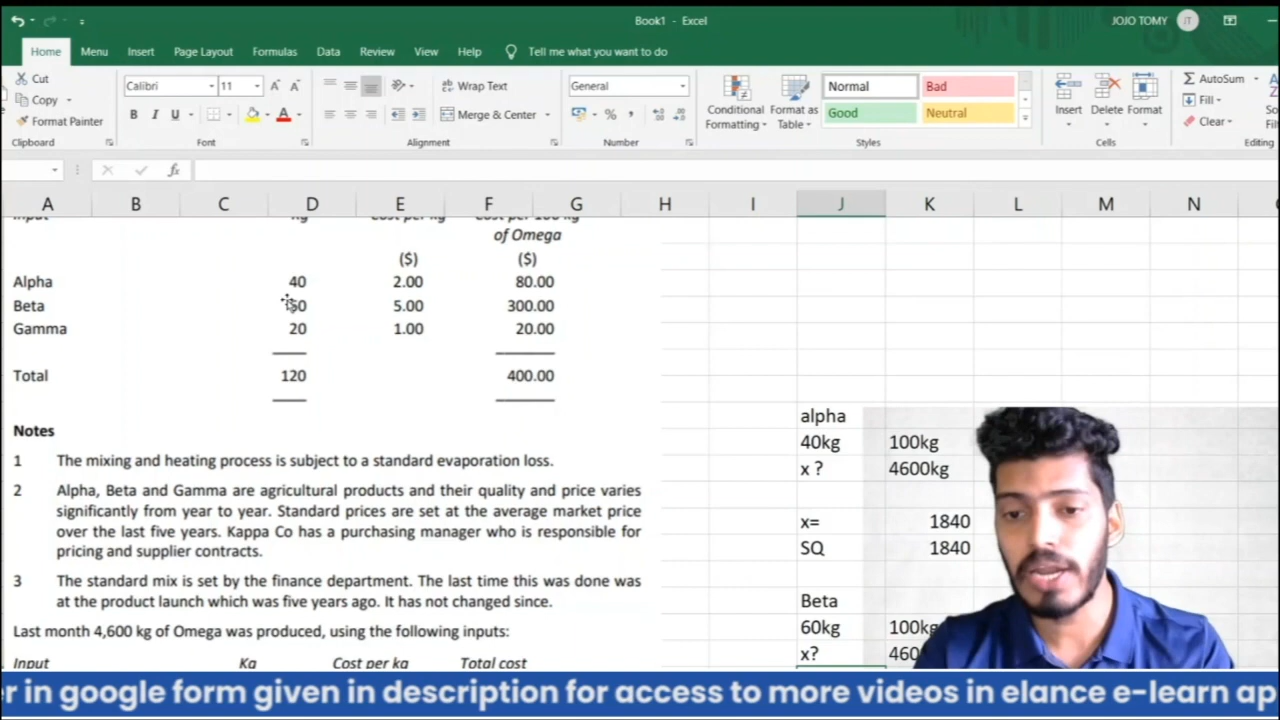 Book1 - Excel
JOJO TOMY
JT
Home Menu Insert Page Layout Formulas Data Review View Help Tell me what you want to do
Cut
Copy
Format Painter
Clipboard
Calibri 11
B I U
Font
Wrap Text
Merge & Center
Alignment
General
Number
Conditional Formatting
Format as Table
Normal Bad
Good Neutral
Styles
Insert Delete Format
Cells
AutoSum
Fill
Clear
Editing
fx
A B C D E F G H I J K L M N
Input kg Cost per kg Cost per 100 kg
of Omega
($) ($)
Alpha 40 2.00 80.00
Beta 60 5.00 300.00
Gamma 20 1.00 20.00
Total 120 400.00
Notes
1 The mixing and heating process is subject to a standard evaporation loss.
2 Alpha, Beta and Gamma are agricultural products and their quality and price varies
significantly from year to year. Standard prices are set at the average market price
over the last five years. Kappa Co has a purchasing manager who is responsible for
pricing and supplier contracts.
3 The standard mix is set by the finance department. The last time this was done was
at the product launch which was five years ago. It has not changed since.
Last month 4,600 kg of Omega was produced, using the following inputs:
Input Kg Cost per kg Total cost
alpha
40kg 100kg
x ? 4600kg
x= 1840
SQ 1840
Beta
60kg 100kg
x? 460
er in google form given in description for access to more videos in elance e-learn ap